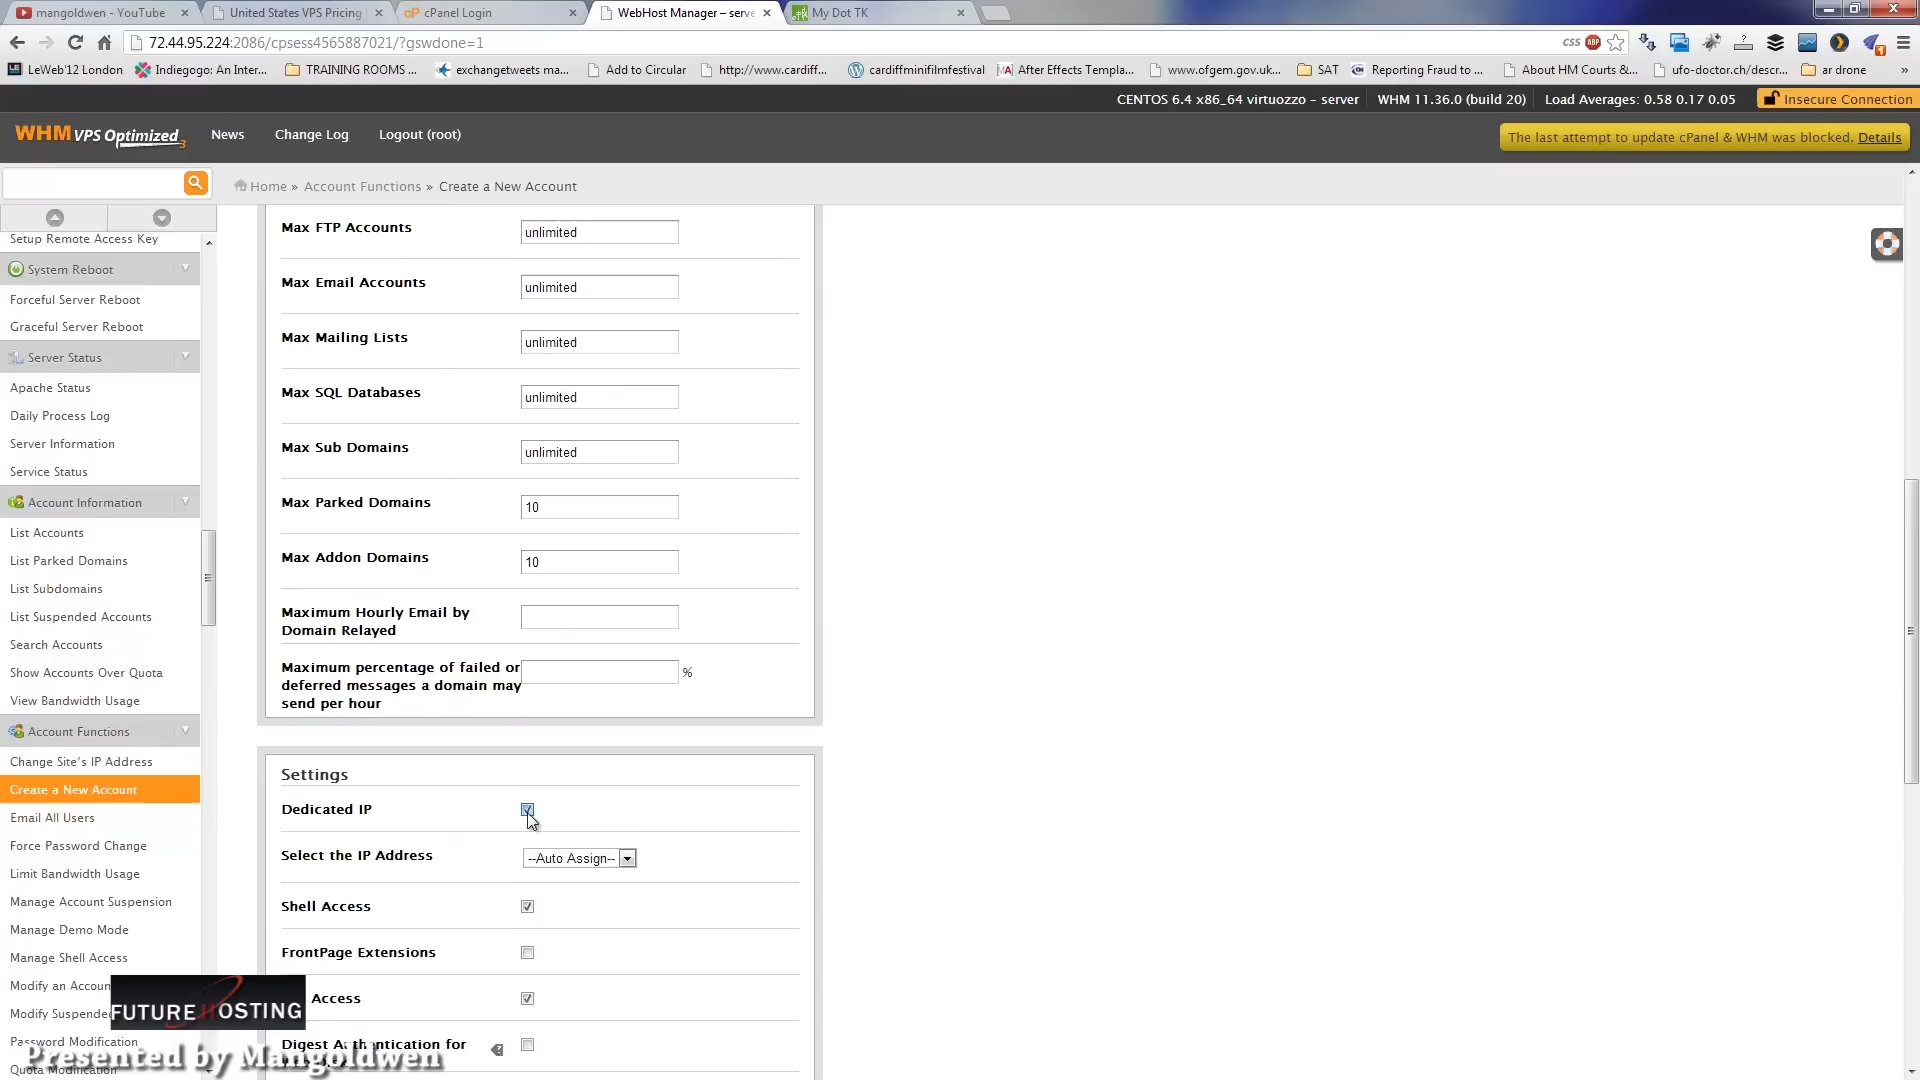 mangoldwen - YouTube
United States VPS Pricing
cPanel Login
WebHost Manager – serve
My Dot TK
72.44.95.224:2086/cpsess4565887021/?gswdone=1
LeWeb'12 London
Indiegogo: An Inter...
TRAINING ROOMS ...
exchangetweets ma...
Add to Circular
http://www.cardiff...
cardiffminifilmfestival
After Effects Templa...
www.ofgem.gov.uk...
SAT
Reporting Fraud to ...
About HM Courts &...
ufo-doctor.ch/descr...
ar drone
CENTOS 6.4 x86_64 virtuozzo – server
WHM 11.36.0 (build 20)
Load Averages: 0.58 0.17 0.05
Insecure Connection
WHM VPS Optimized 3
News
Change Log
Logout (root)
The last attempt to update cPanel & WHM was blocked. Details
Home » Account Functions » Create a New Account
Setup Remote Access Key
System Reboot
Forceful Server Reboot
Graceful Server Reboot
Server Status
Apache Status
Daily Process Log
Server Information
Service Status
Account Information
List Accounts
List Parked Domains
List Subdomains
List Suspended Accounts
Search Accounts
Show Accounts Over Quota
View Bandwidth Usage
Account Functions
Change Site's IP Address
Create a New Account
Email All Users
Force Password Change
Limit Bandwidth Usage
Manage Account Suspension
Manage Demo Mode
Manage Shell Access
Modify an Accoun
Modify Suspende
Password Modification
Quota Modification
Max FTP Accounts unlimited
Max Email Accounts unlimited
Max Mailing Lists unlimited
Max SQL Databases unlimited
Max Sub Domains unlimited
Max Parked Domains 10
Max Addon Domains 10
Maximum Hourly Email by
Domain Relayed
Maximum percentage of failed or
deferred messages a domain may %
send per hour
Settings
Dedicated IP
Select the IP Address --Auto Assign--
Shell Access
FrontPage Extensions
Access
Digest Authentication for
FUTURE HOSTING
Presented by Mangoldwen